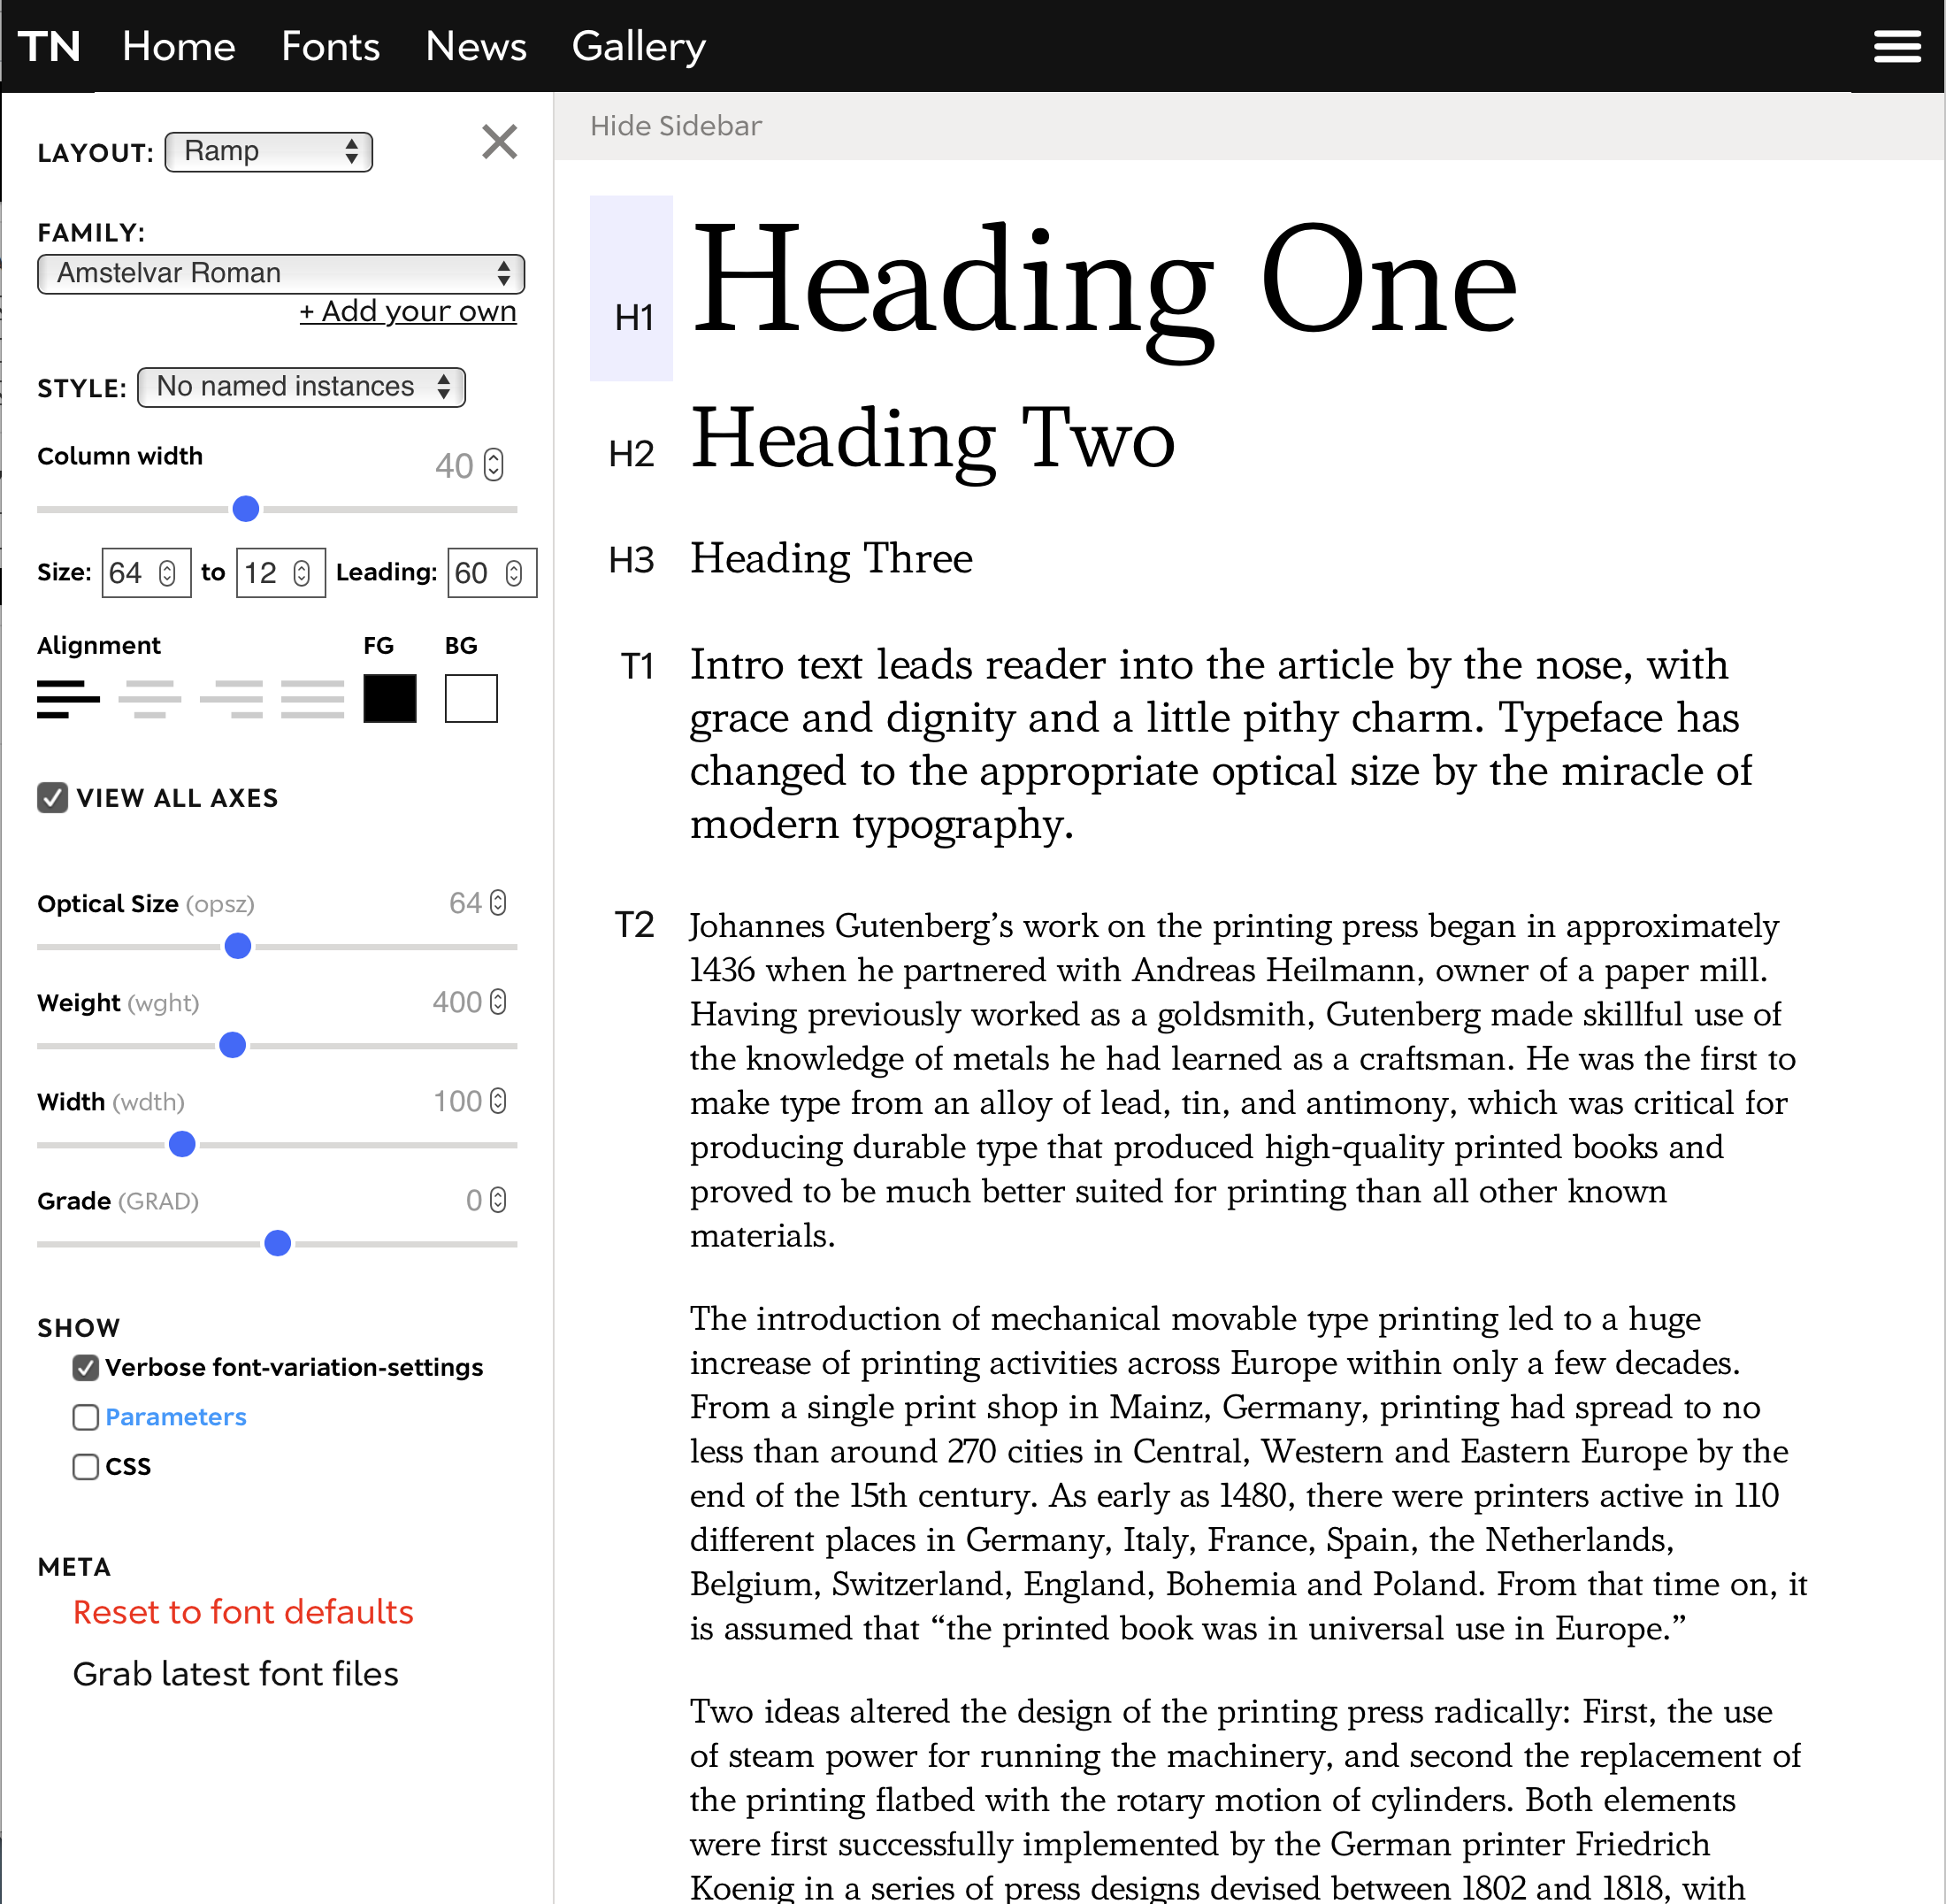 TN Home Fonts News Gallery
LAYOUT: Ramp
FAMILY:
Amstelvar Roman
+ Add your own
STYLE: No named instances
Column width 40
Size: 64 to 12 Leading: 60
Alignment FG BG
VIEW ALL AXES
Optical Size (opsz) 64
Weight (wght) 400
Width (wdth) 100
Grade (GRAD) 0
SHOW
Verbose font-variation-settings
Parameters
CSS
META
Reset to font defaults
Grab latest font files
Hide Sidebar
H1 Heading One
H2 Heading Two
H3 Heading Three
T1 Intro text leads reader into the article by the nose, with
grace and dignity and a little pithy charm. Typeface has
changed to the appropriate optical size by the miracle of
modern typography.
T2 Johannes Gutenberg’s work on the printing press began in approximately
1436 when he partnered with Andreas Heilmann, owner of a paper mill.
Having previously worked as a goldsmith, Gutenberg made skillful use of
the knowledge of metals he had learned as a craftsman. He was the first to
make type from an alloy of lead, tin, and antimony, which was critical for
producing durable type that produced high-quality printed books and
proved to be much better suited for printing than all other known
materials.
The introduction of mechanical movable type printing led to a huge
increase of printing activities across Europe within only a few decades.
From a single print shop in Mainz, Germany, printing had spread to no
less than around 270 cities in Central, Western and Eastern Europe by the
end of the 15th century. As early as 1480, there were printers active in 110
different places in Germany, Italy, France, Spain, the Netherlands,
Belgium, Switzerland, England, Bohemia and Poland. From that time on, it
is assumed that “the printed book was in universal use in Europe.”
Two ideas altered the design of the printing press radically: First, the use
of steam power for running the machinery, and second the replacement of
the printing flatbed with the rotary motion of cylinders. Both elements
were first successfully implemented by the German printer Friedrich
Koenig in a series of press designs devised between 1802 and 1818, with